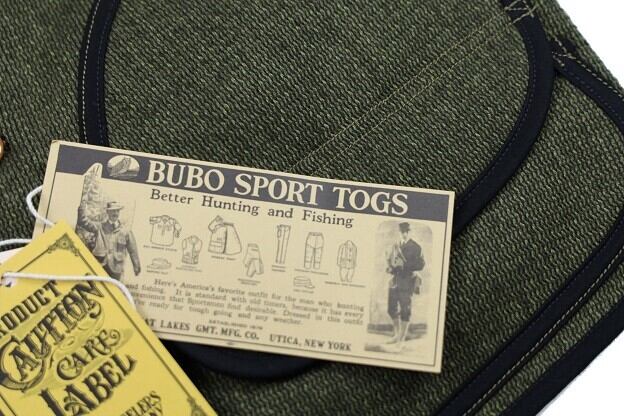 BUBO SPORT TOGS
Better Hunting and Fishing
Here's America's favorite outfit for the man who hunting
and fishing. It is standard with old timers, because it has every
convenience that Sportsmen find desirable. Dressed in this outfit
ready for tough going and any weather.
ESTABLISHED
LAKES GMT. MFG. CO. UTICA, NEW YORK
PRODUCT
CAUTION
CARE
LABEL